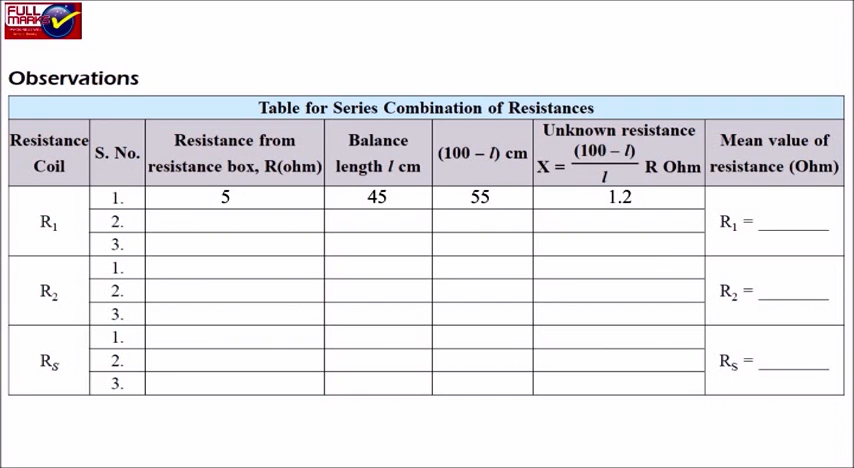 FULL
MARKS
Observations
Table for Series Combination of Resistances
Resistance Coil
S. No.
Resistance from resistance box, R(ohm)
Balance length l cm
(100 – l) cm
Unknown resistance X = (100 – l) / l R Ohm
Mean value of resistance (Ohm)
R₁
1. 5 45 55 1.2
2.
3.
R₁ = ________
R₂
1.
2.
3.
R₂ = ________
R_S
1.
2.
3.
R_S = ________